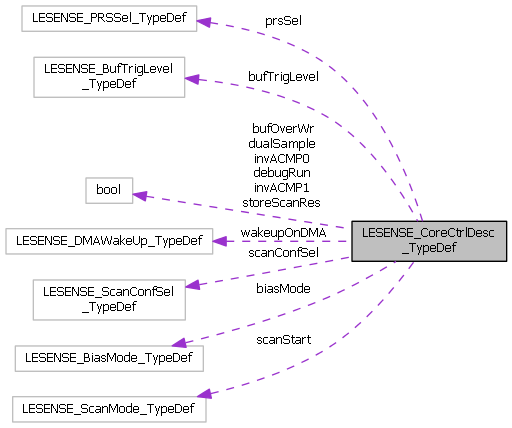 LESENSE_PRSSel_TypeDef
prsSel
LESENSE_BufTrigLevel
_TypeDef
bufTrigLevel
bufOverWr
dualSample
invACMP0
debugRun
invACMP1
storeScanRes
bool
LESENSE_CoreCtrlDesc
_TypeDef
LESENSE_DMAWakeUp_TypeDef
wakeupOnDMA
scanConfSel
LESENSE_ScanConfSel
_TypeDef
biasMode
LESENSE_BiasMode_TypeDef
scanStart
LESENSE_ScanMode_TypeDef